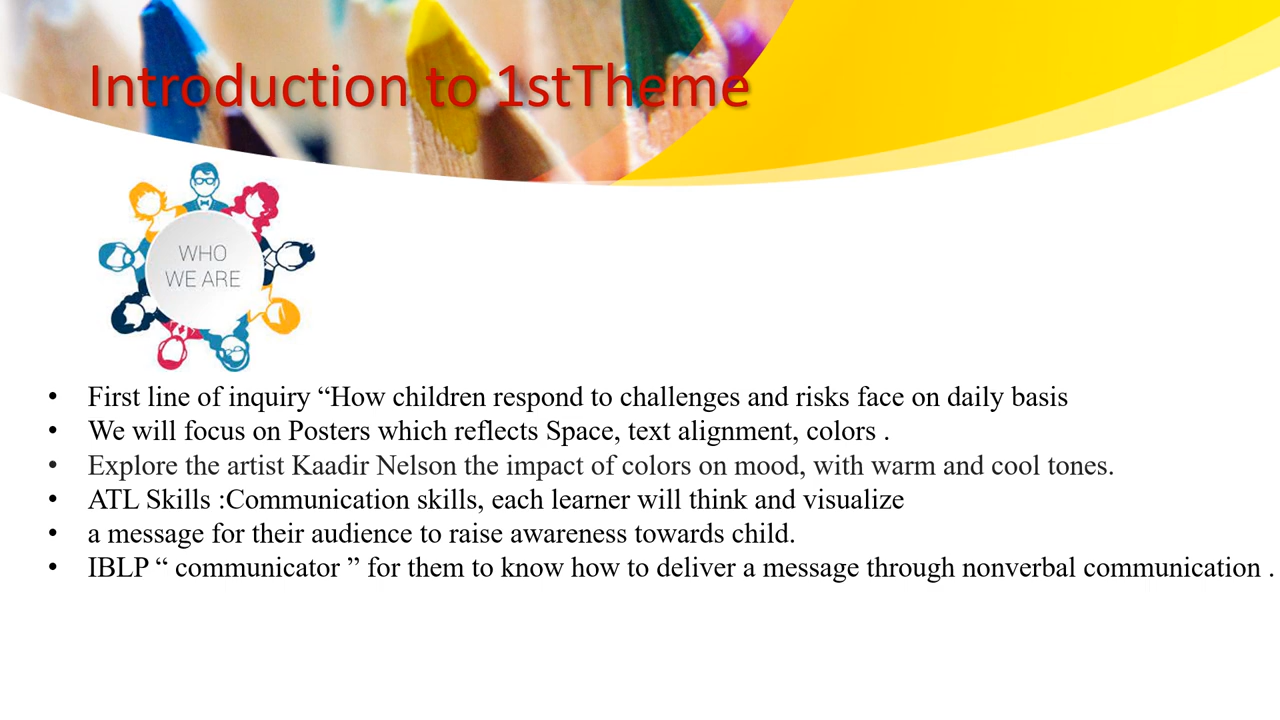 Introduction to 1stTheme
WHO
WE ARE
• First line of inquiry “How children respond to challenges and risks face on daily basis
• We will focus on Posters which reflects Space, text alignment, colors .
• Explore the artist Kaadir Nelson the impact of colors on mood, with warm and cool tones.
• ATL Skills :Communication skills, each learner will think and visualize
• a message for their audience to raise awareness towards child.
• IBLP “ communicator ” for them to know how to deliver a message through nonverbal communication .